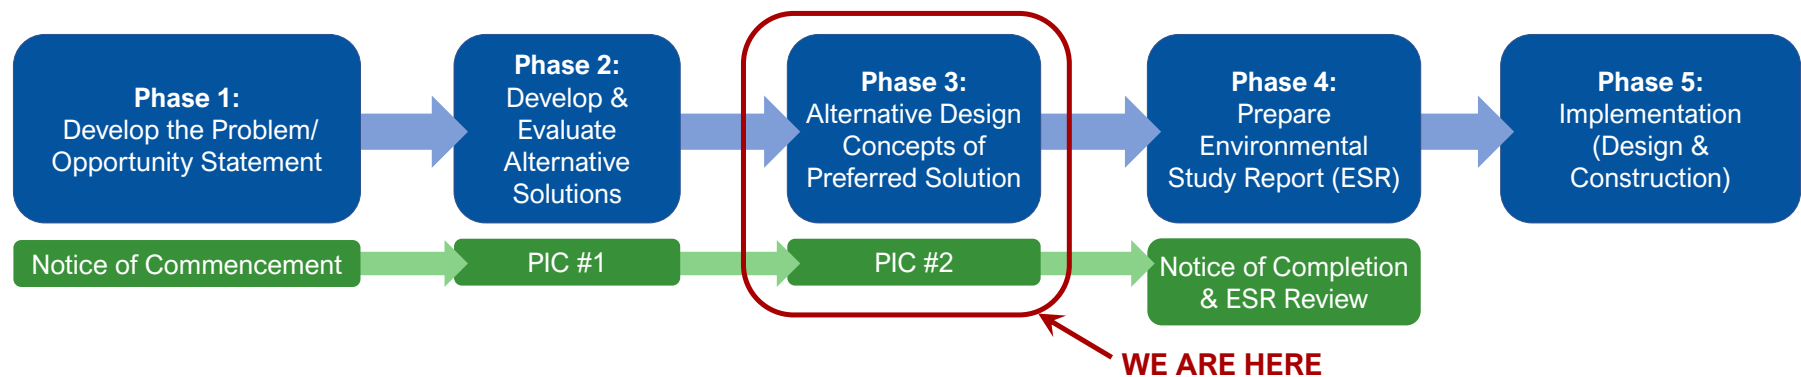 Phase 1:
Develop the Problem/
Opportunity Statement
Phase 2:
Develop &
Evaluate
Alternative
Solutions
Phase 3:
Alternative Design
Concepts of
Preferred Solution
Phase 4:
Prepare
Environmental
Study Report (ESR)
Phase 5:
Implementation
(Design &
Construction)
Notice of Commencement
PIC #1
PIC #2
Notice of Completion
& ESR Review
WE ARE HERE